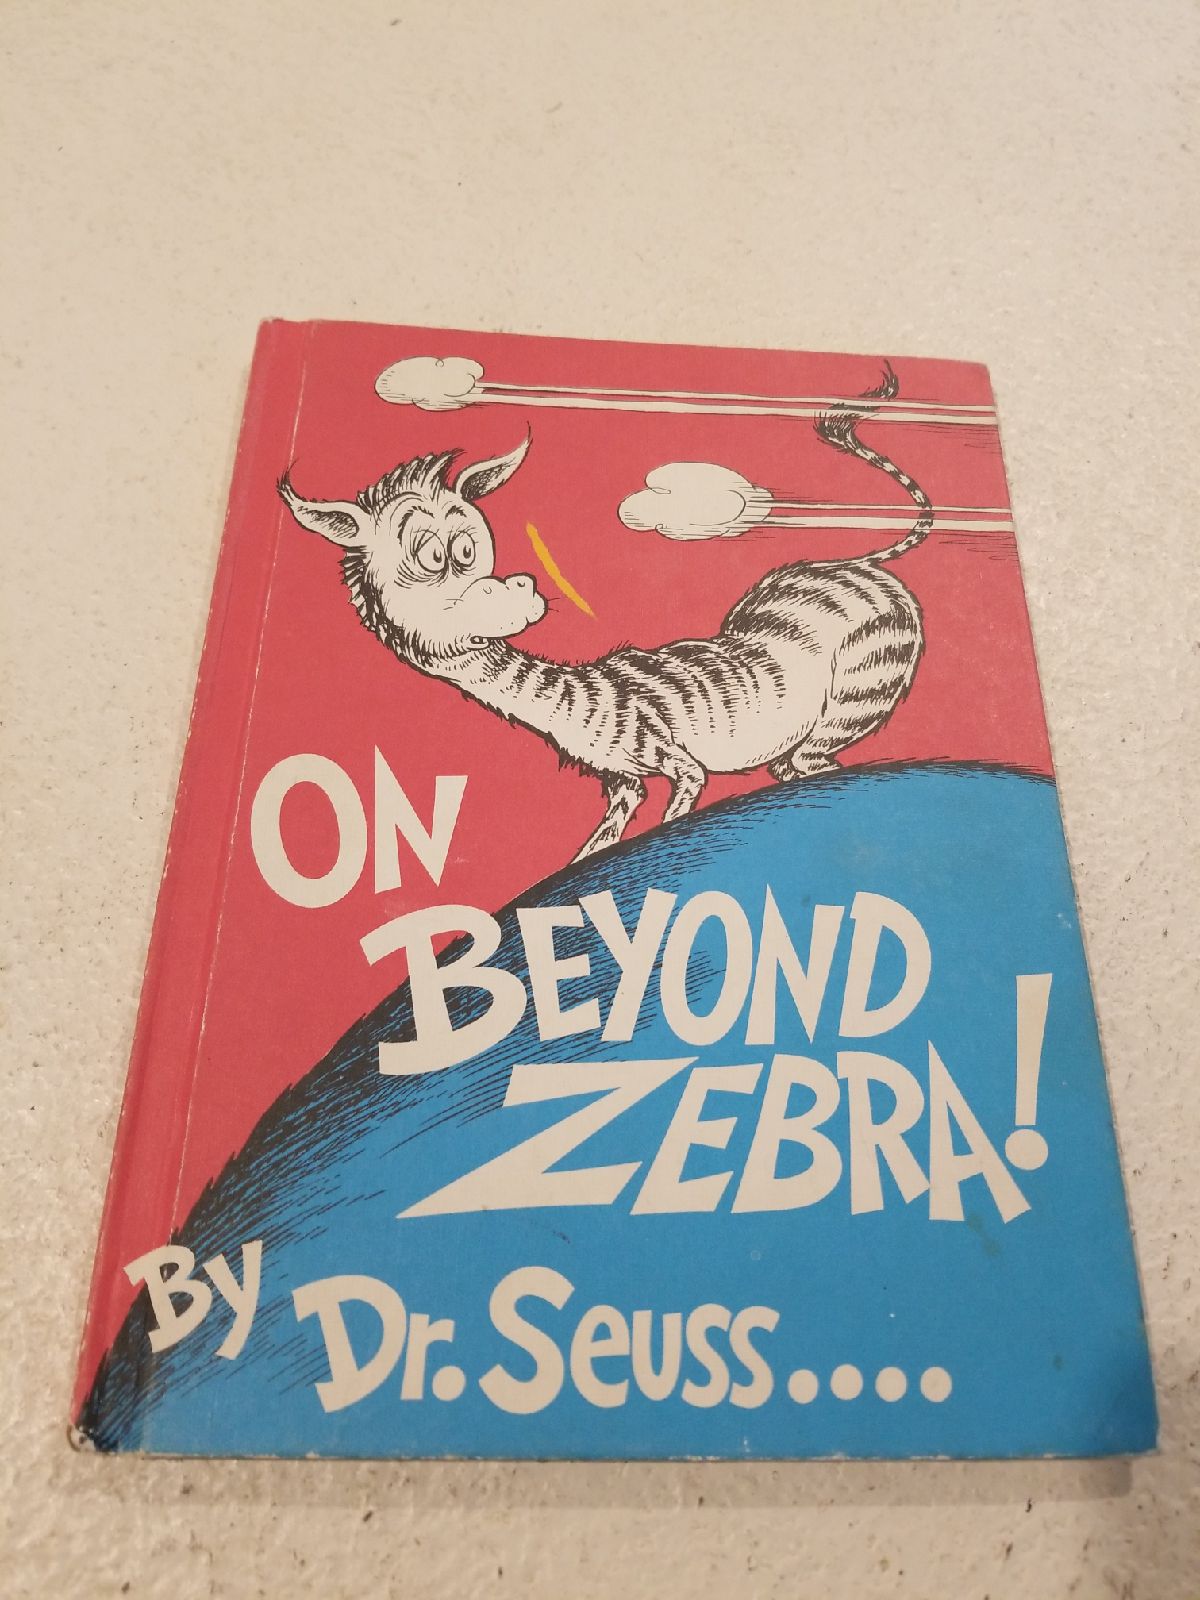 ON
BEYOND
ZEBRA!
By Dr. Seuss....